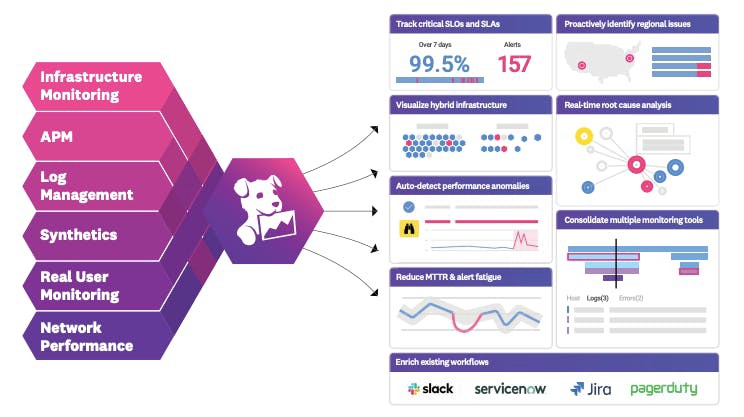 Infrastructure
Monitoring
APM
Log
Management
Synthetics
Real User
Monitoring
Network
Performance
Track critical SLOs and SLAs
Over 7 days
Alerts
99.5%
157
Proactively identify regional issues
Visualize hybrid infrastructure
Real-time root cause analysis
Auto-detect performance anomalies
Consolidate multiple monitoring tools
Host Logs(3) Errors(2)
Reduce MTTR & alert fatigue
Enrich existing workflows
slack
servicenow
Jira
pagerduty